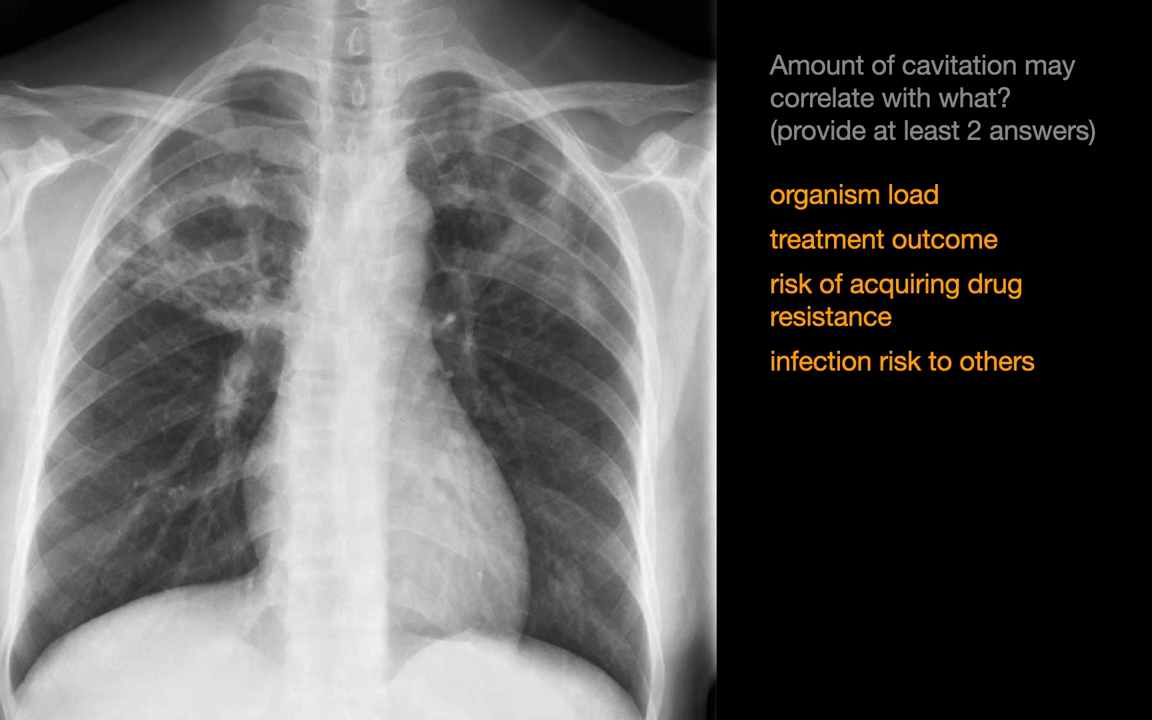 Amount of cavitation may
correlate with what?
(provide at least 2 answers)
organism load
treatment outcome
risk of acquiring drug
resistance
infection risk to others